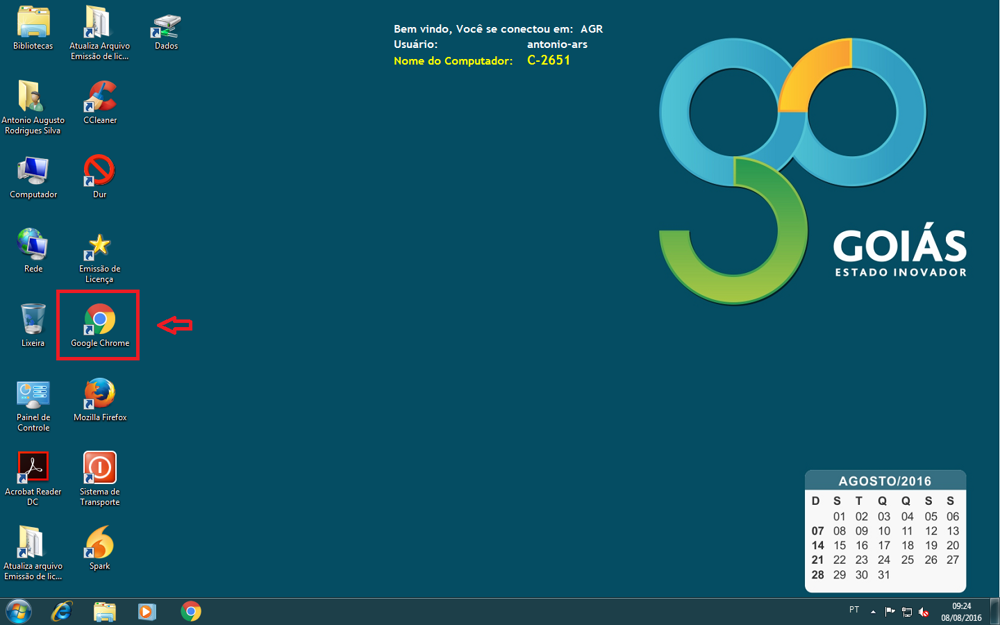 Bibliotecas
Atualiza Arquivo
Emissão de lic...
Dados
Antonio Augusto
Rodrigues Silva
CCleaner
Computador
Dur
Rede
Emissão de
Licença
Lixeira
Google Chrome
Painel de
Controle
Mozilla Firefox
Acrobat Reader
DC
Sistema de
Transporte
Atualiza arquivo
Emissão de lic...
Spark
Bem vindo, Você se conectou em: AGR
Usuário: antonio-ars
Nome do Computador: C-2651
go
GOIÁS
ESTADO INOVADOR
AGOSTO/2016
D S T Q Q S S
01 02 03 04 05 06
07 08 09 10 11 12 13
14 15 16 17 18 19 20
21 22 23 24 25 26 27
28 29 30 31
PT
09:24
08/08/2016